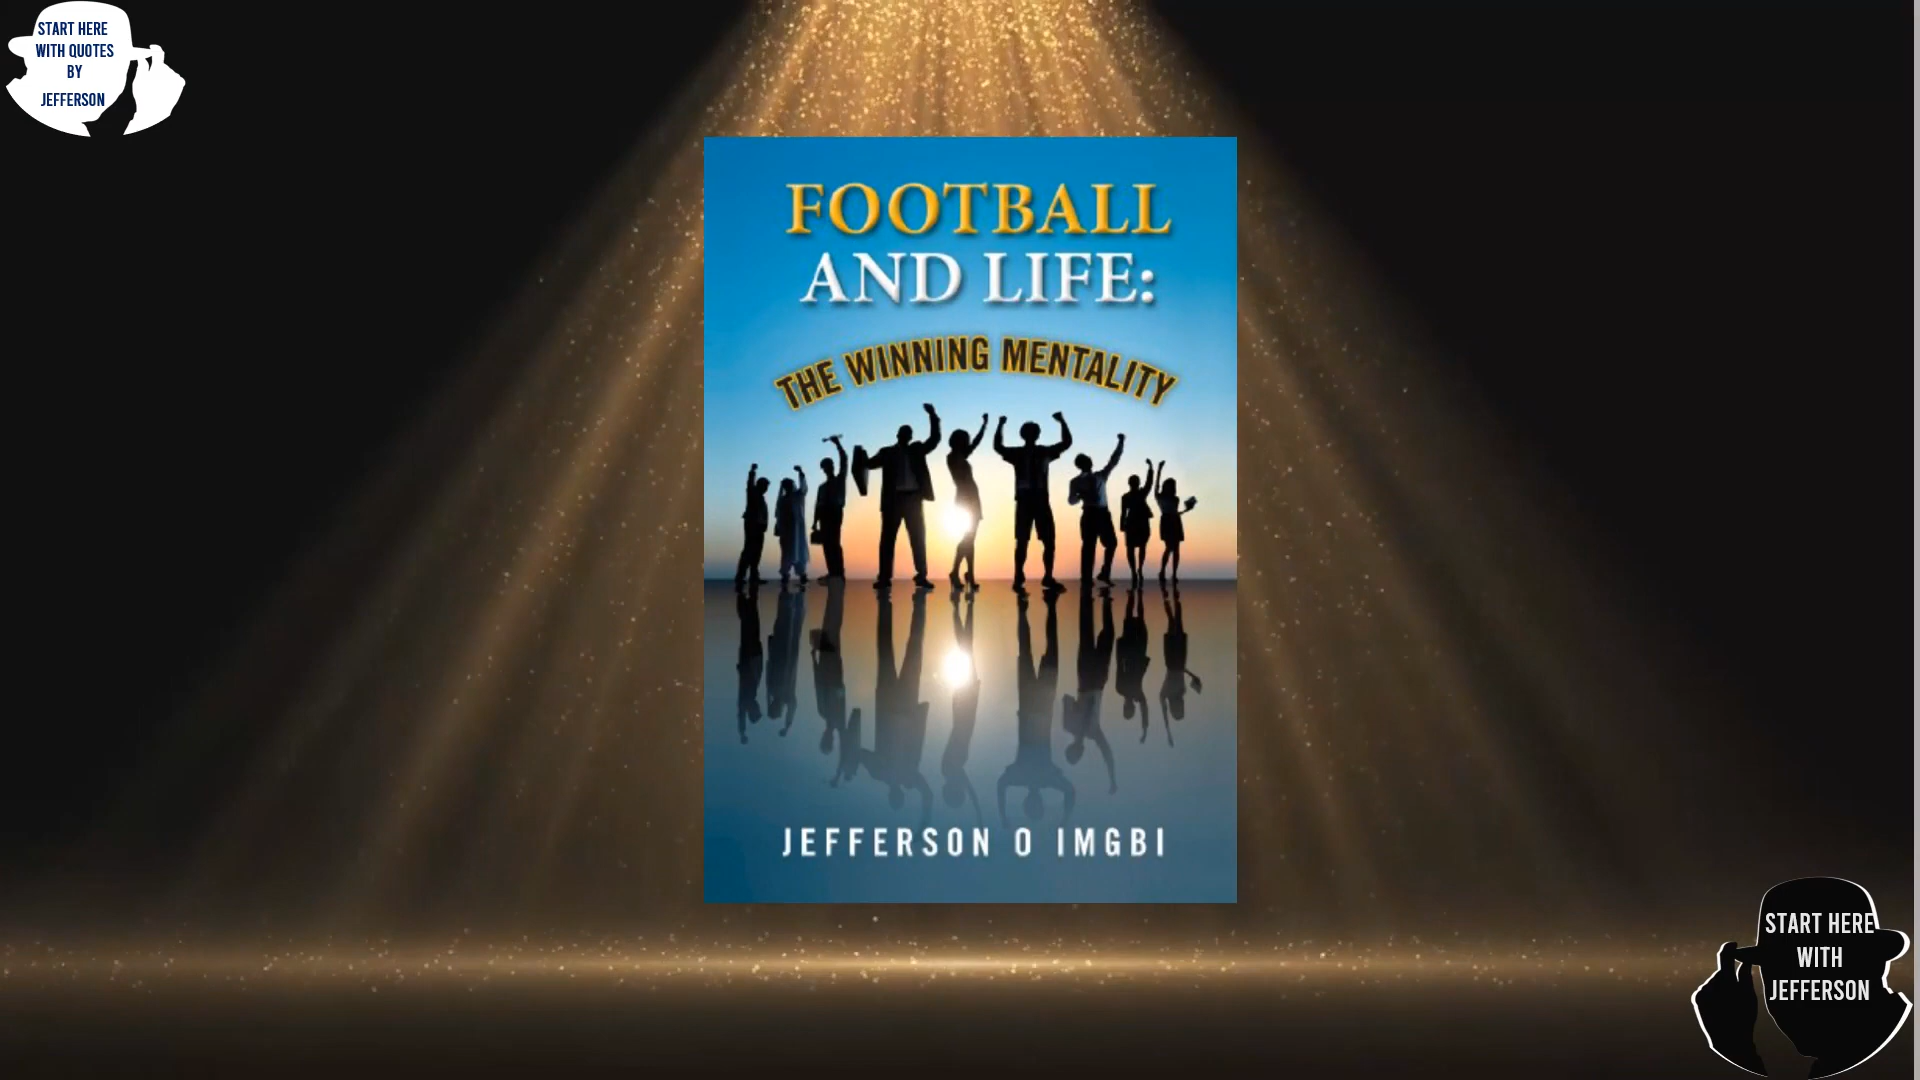 START HERE
WITH QUOTES
BY
JEFFERSON
FOOTBALL
AND LIFE:
THE WINNING MENTALITY
JEFFERSON O IMGBI
START HERE
WITH
JEFFERSON